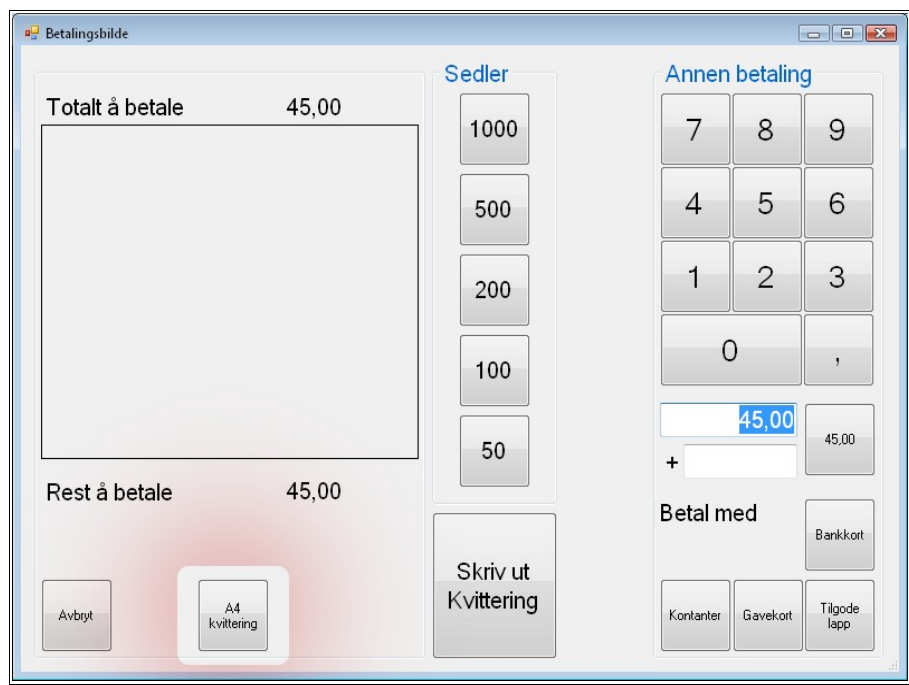 Betalingsbilde
Totalt å betale 45,00
Rest å betale 45,00
Avbryt
A4
kvittering
Sedler
1000
500
200
100
50
Skriv ut
Kvittering
Annen betaling
7 8 9
4 5 6
1 2 3
0 ,
45,00
45,00
+
Betal med
Bankkort
Kontanter
Gavekort
Tilgode
lapp